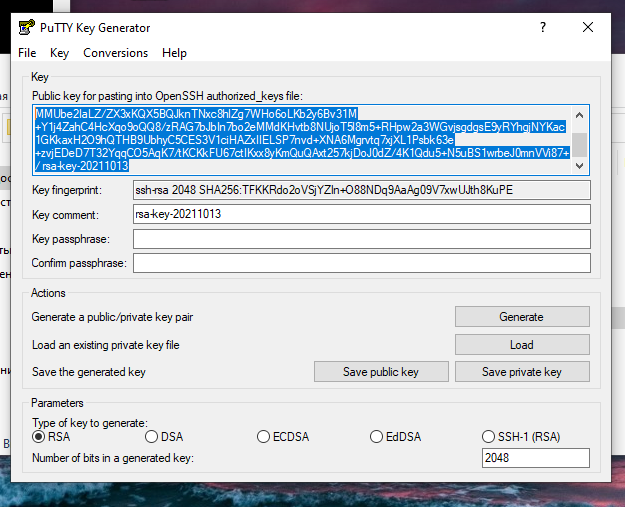 PuTTY Key Generator
File Key Conversions Help
Key
Public key for pasting into OpenSSH authorized_keys file:
MMUbe2IaLZ/ZX3xKQX5BQJknTNxc8hIZg7WHo6oLKb2y6Bv31M
+Y1j4ZahC4HcXqo9oQQ8/zRAG7bJbIn7bo2eMMdKHvtb8NUjoT5I8m5+RHpw2a3WGvjsgdgsE9yRYhgjNYKac
1GKkaxH2O9hQTHB9UbhyC5CES3V1ciHAZxIIELSP7nvd+XNA6Mgrvtq7xjXL1Psbk63e
+zvjEDeD7T32YqqCO5AqK7/tKCKkFU67ctIKxx8yKmQuQAxt257kjDoJ0dZ/4K1Qdu5+N5uBS1wrbeJ0mnVVi87+
/ rsa-key-20211013
Key fingerprint: ssh-rsa 2048 SHA256:TFKKRdo2oVSjYZIn+O88NDq9AaAg09V7xwUJth8KuPE
Key comment: rsa-key-20211013
Key passphrase:
Confirm passphrase:
Actions
Generate a public/private key pair Generate
Load an existing private key file Load
Save the generated key Save public key Save private key
Parameters
Type of key to generate:
RSA DSA ECDSA EdDSA SSH-1 (RSA)
Number of bits in a generated key: 2048